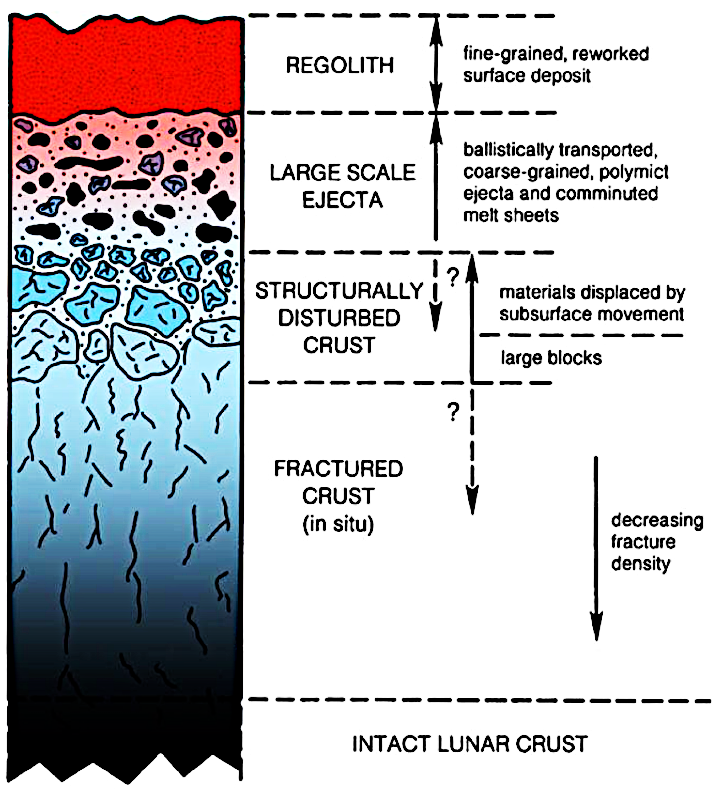 REGOLITH
fine-grained, reworked
surface deposit
LARGE SCALE
EJECTA
ballistically transported,
coarse-grained, polymict
ejecta and comminuted
melt sheets
STRUCTURALLY
DISTURBED
CRUST
?
materials displaced by
subsurface movement
large blocks
?
FRACTURED
CRUST
(in situ)
decreasing
fracture
density
INTACT LUNAR CRUST